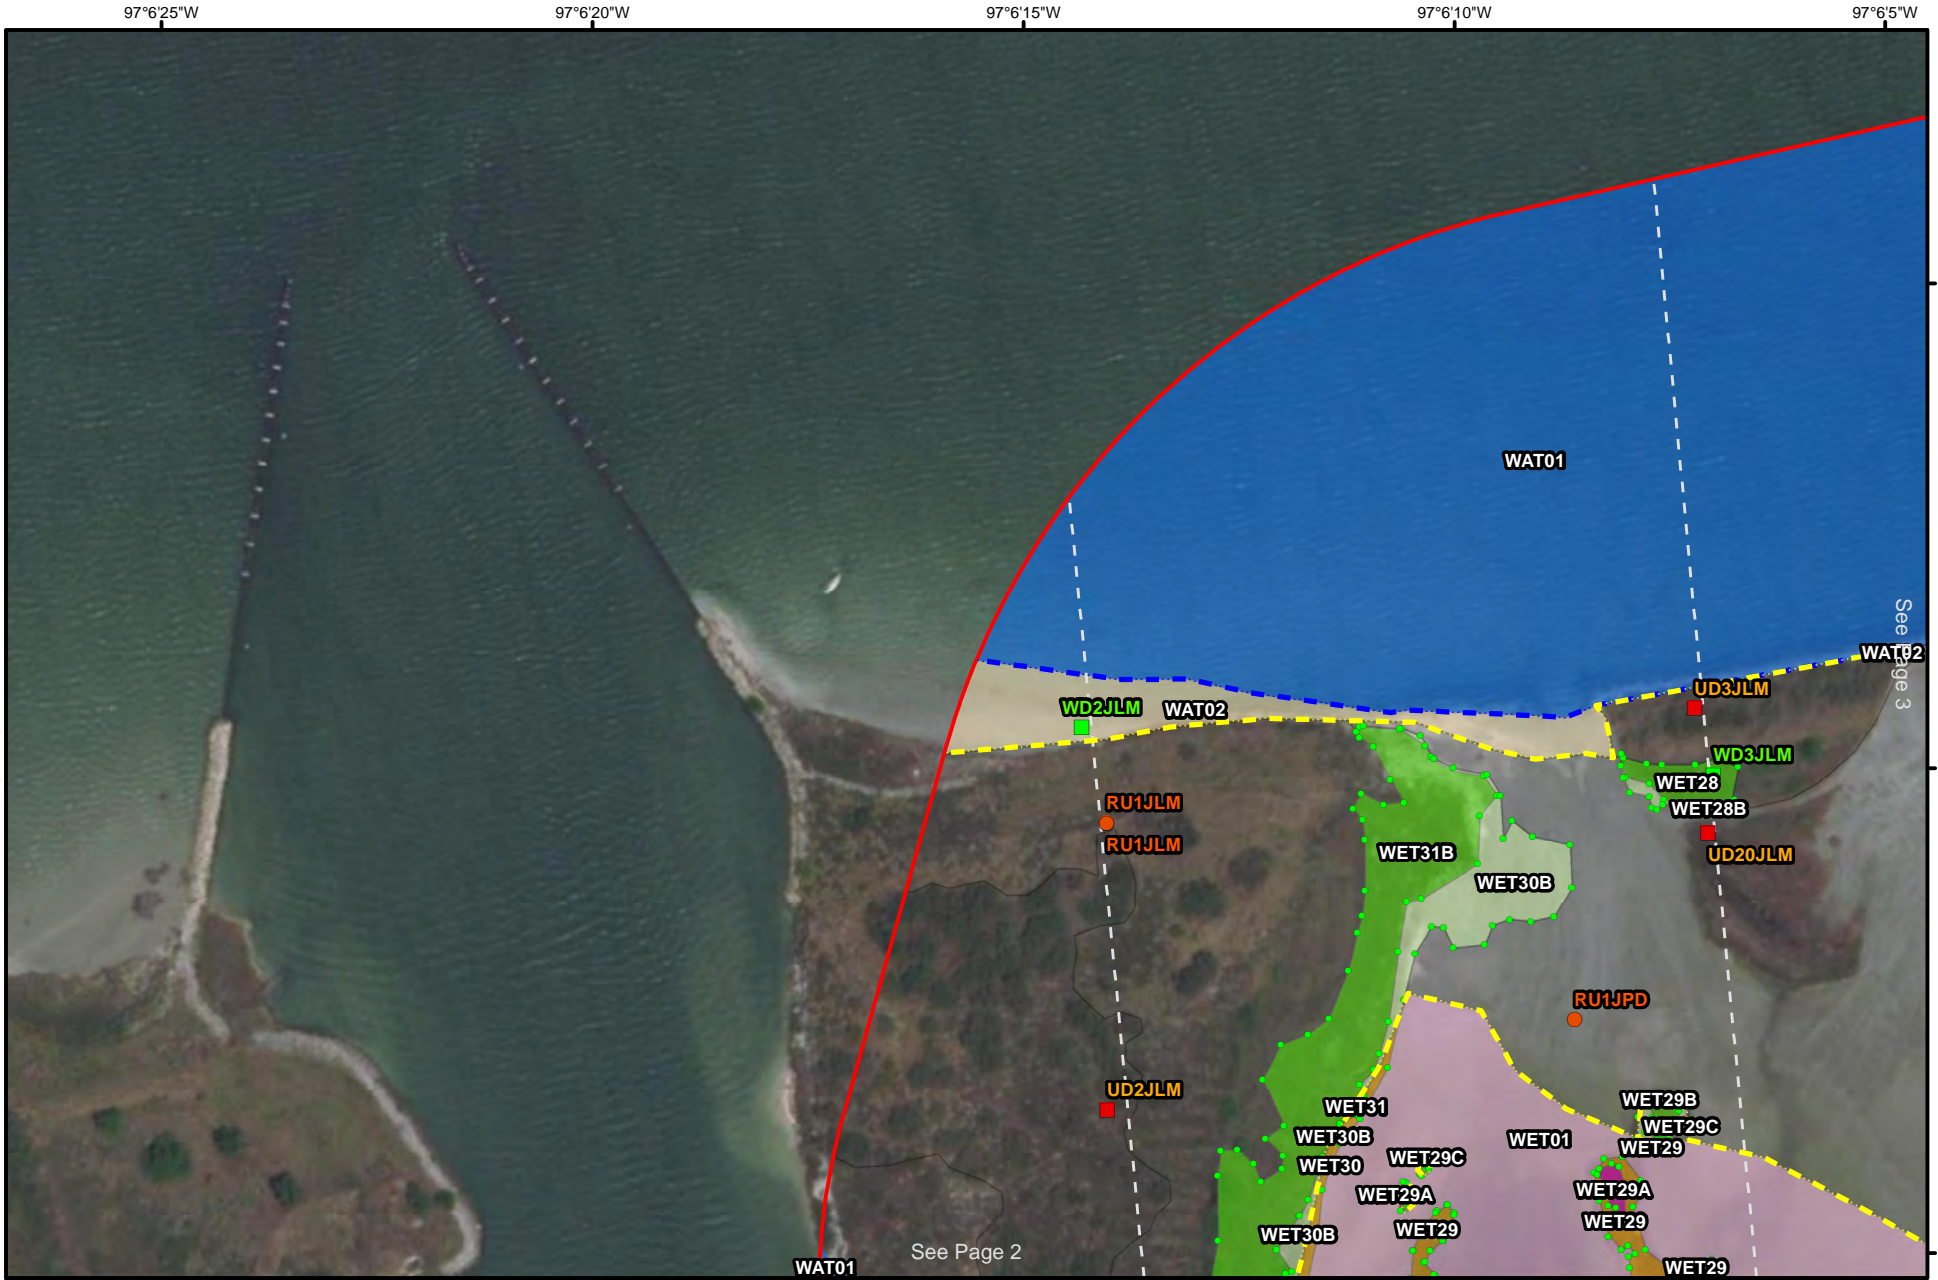 97°6'25"W
97°6'20"W
97°6'15"W
97°6'10"W
97°6'5"W
WAT01
See Page 3
WAT02
UD3JLM
WD2JLM
WAT02
WD3JLM
WET28
WET28B
RU1JLM
RU1JLM
WET31B
UD20JLM
WET30B
RU1JPD
UD2JLM
WET31
WET29B
WET29C
WET30B
WET01
WET29
WET30
WET29C
WET29A
WET29A
WET29
WET29
WET30B
See Page 2
WAT01
WET29